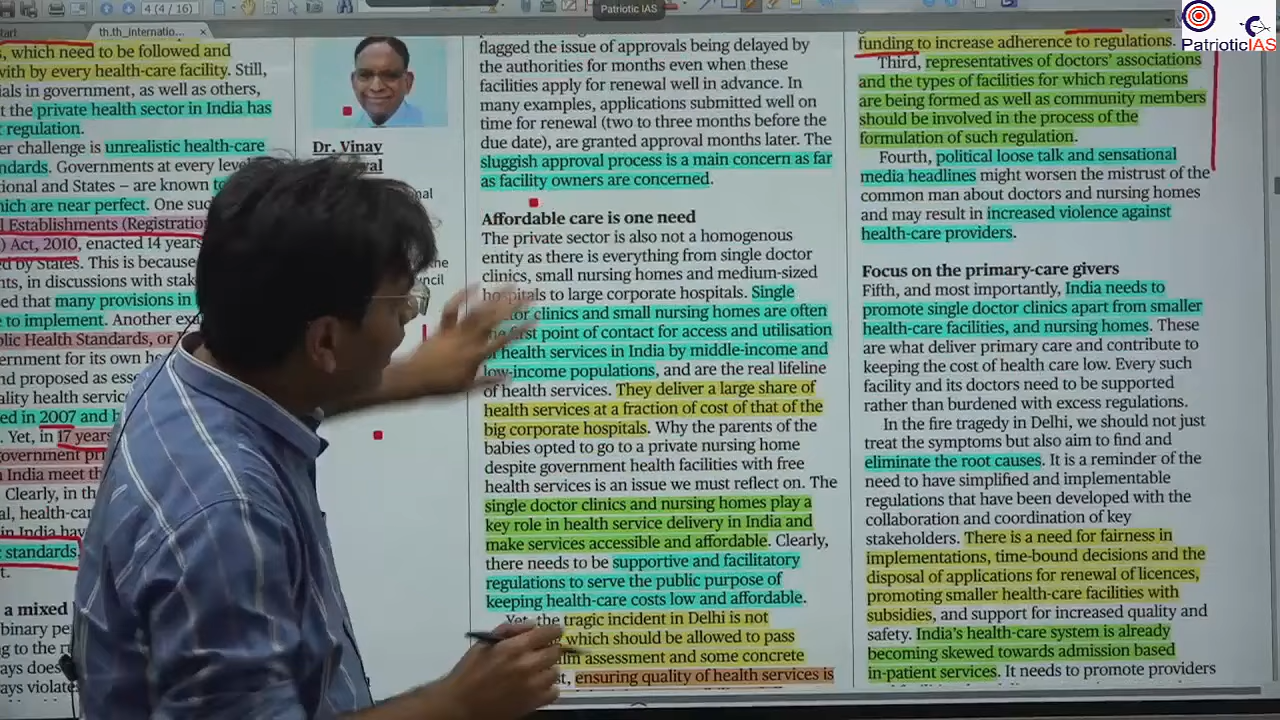 4 (4 / 16)
Patriotic IAS
PatrioticIAS
th.th_internatio...
, which need to be followed and
with by every health-care facility. Still,
ials in government, as well as others,
t the private health sector in India has
regulation.
er challenge is unrealistic health-care
ndards. Governments at every
tional and States – are known
hich are near perfect. One
l Establishments (Registration
) Act, 2010, enacted 14 years
ed by States. This is because
nts, in discussions with
sed that many provisions in
e to implement. Another
blic Health Standards, or
ernment for its own
nd proposed as
ality health
ed in 2007 and
. Yet, in 17 years
government
n India meet
Clearly, in
al, health-
in India
t standards
t.
a mixed
binary
ng to the
ways does
ays
Dr. Vinay
flagged the issue of approvals being delayed by
the authorities for months even when these
facilities apply for renewal well in advance. In
many examples, applications submitted well on
time for renewal (two to three months before the
due date), are granted approval months later. The
sluggish approval process is a main concern as far
as facility owners are concerned.
Affordable care is one need
The private sector is also not a homogenous
entity as there is everything from single doctor
clinics, small nursing homes and medium-sized
hospitals to large corporate hospitals. Single
doctor clinics and small nursing homes are often
the first point of contact for access and utilisation
of health services in India by middle-income and
low-income populations, and are the real lifeline
of health services. They deliver a large share of
health services at a fraction of cost of that of the
big corporate hospitals. Why the parents of the
babies opted to go to a private nursing home
despite government health facilities with free
health services is an issue we must reflect on. The
single doctor clinics and nursing homes play a
key role in health service delivery in India and
make services accessible and affordable. Clearly,
there needs to be supportive and facilitatory
regulations to serve the public purpose of
keeping health-care costs low and affordable.
Yet, the tragic incident in Delhi is not
which should be allowed to pass
assessment and some concrete
ensuring quality of health services is
funding to increase adherence to regulations.
Third, representatives of doctors' associations
and the types of facilities for which regulations
are being formed as well as community members
should be involved in the process of the
formulation of such regulation.
Fourth, political loose talk and sensational
media headlines might worsen the mistrust of the
common man about doctors and nursing homes
and may result in increased violence against
health-care providers.
Focus on the primary-care givers
Fifth, and most importantly, India needs to
promote single doctor clinics apart from smaller
health-care facilities, and nursing homes. These
are what deliver primary care and contribute to
keeping the cost of health care low. Every such
facility and its doctors need to be supported
rather than burdened with excess regulations.
In the fire tragedy in Delhi, we should not just
treat the symptoms but also aim to find and
eliminate the root causes. It is a reminder of the
need to have simplified and implementable
regulations that have been developed with the
collaboration and coordination of key
stakeholders. There is a need for fairness in
implementations, time-bound decisions and the
disposal of applications for renewal of licences,
promoting smaller health-care facilities with
subsidies, and support for increased quality and
safety. India's health-care system is already
becoming skewed towards admission based
in-patient services. It needs to promote providers